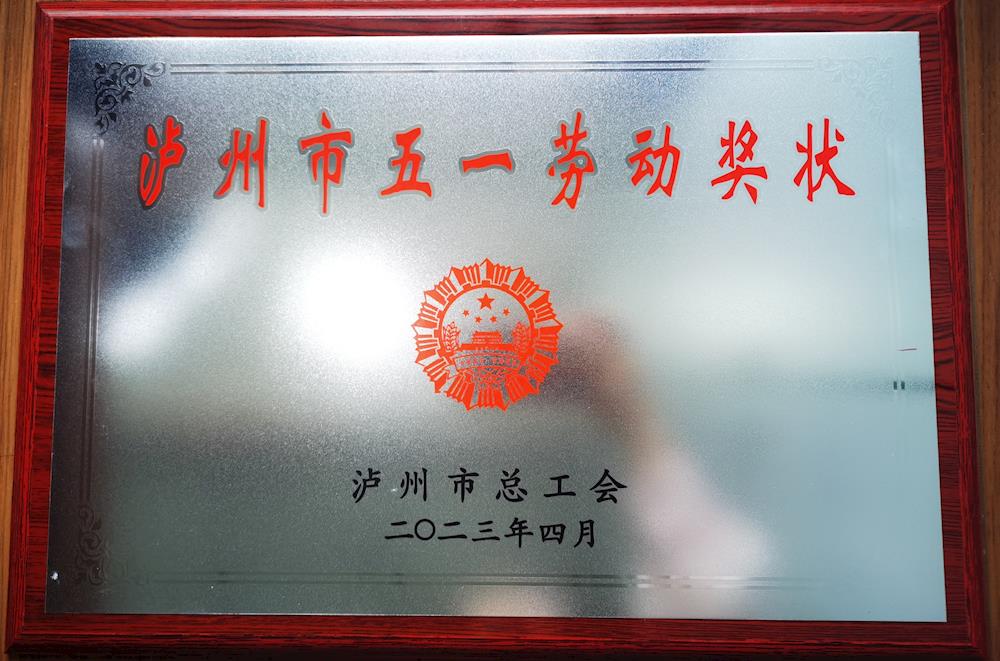 泸州市五一劳动奖状
泸州市总工会
二〇二三年四月